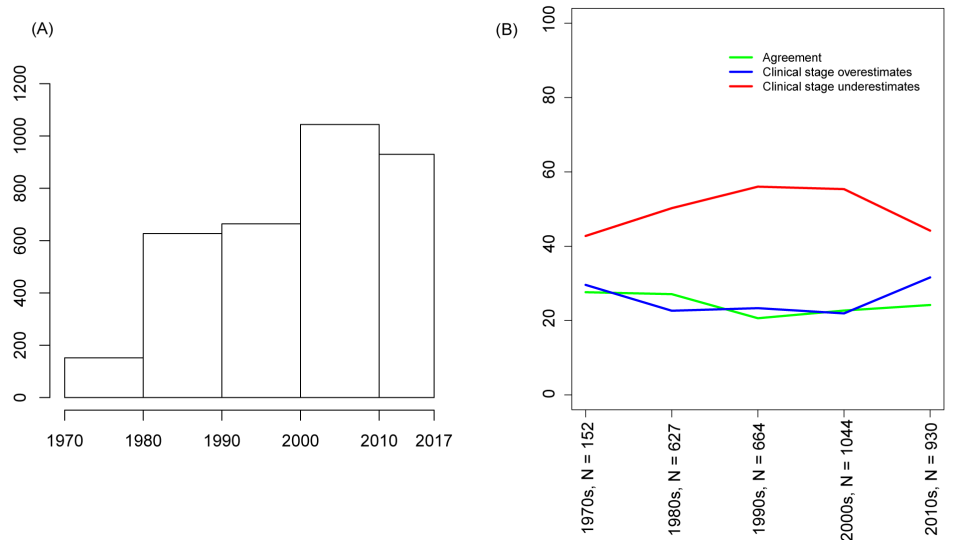 (A)
1200
1000
800
600
400
200
0
1970 1980 1990 2000 2010 2017
(B)
100
80
60
40
20
0
Agreement
Clinical stage overestimates
Clinical stage underestimates
1970s, N = 152
1980s, N = 627
1990s, N = 664
2000s, N = 1044
2010s, N = 930